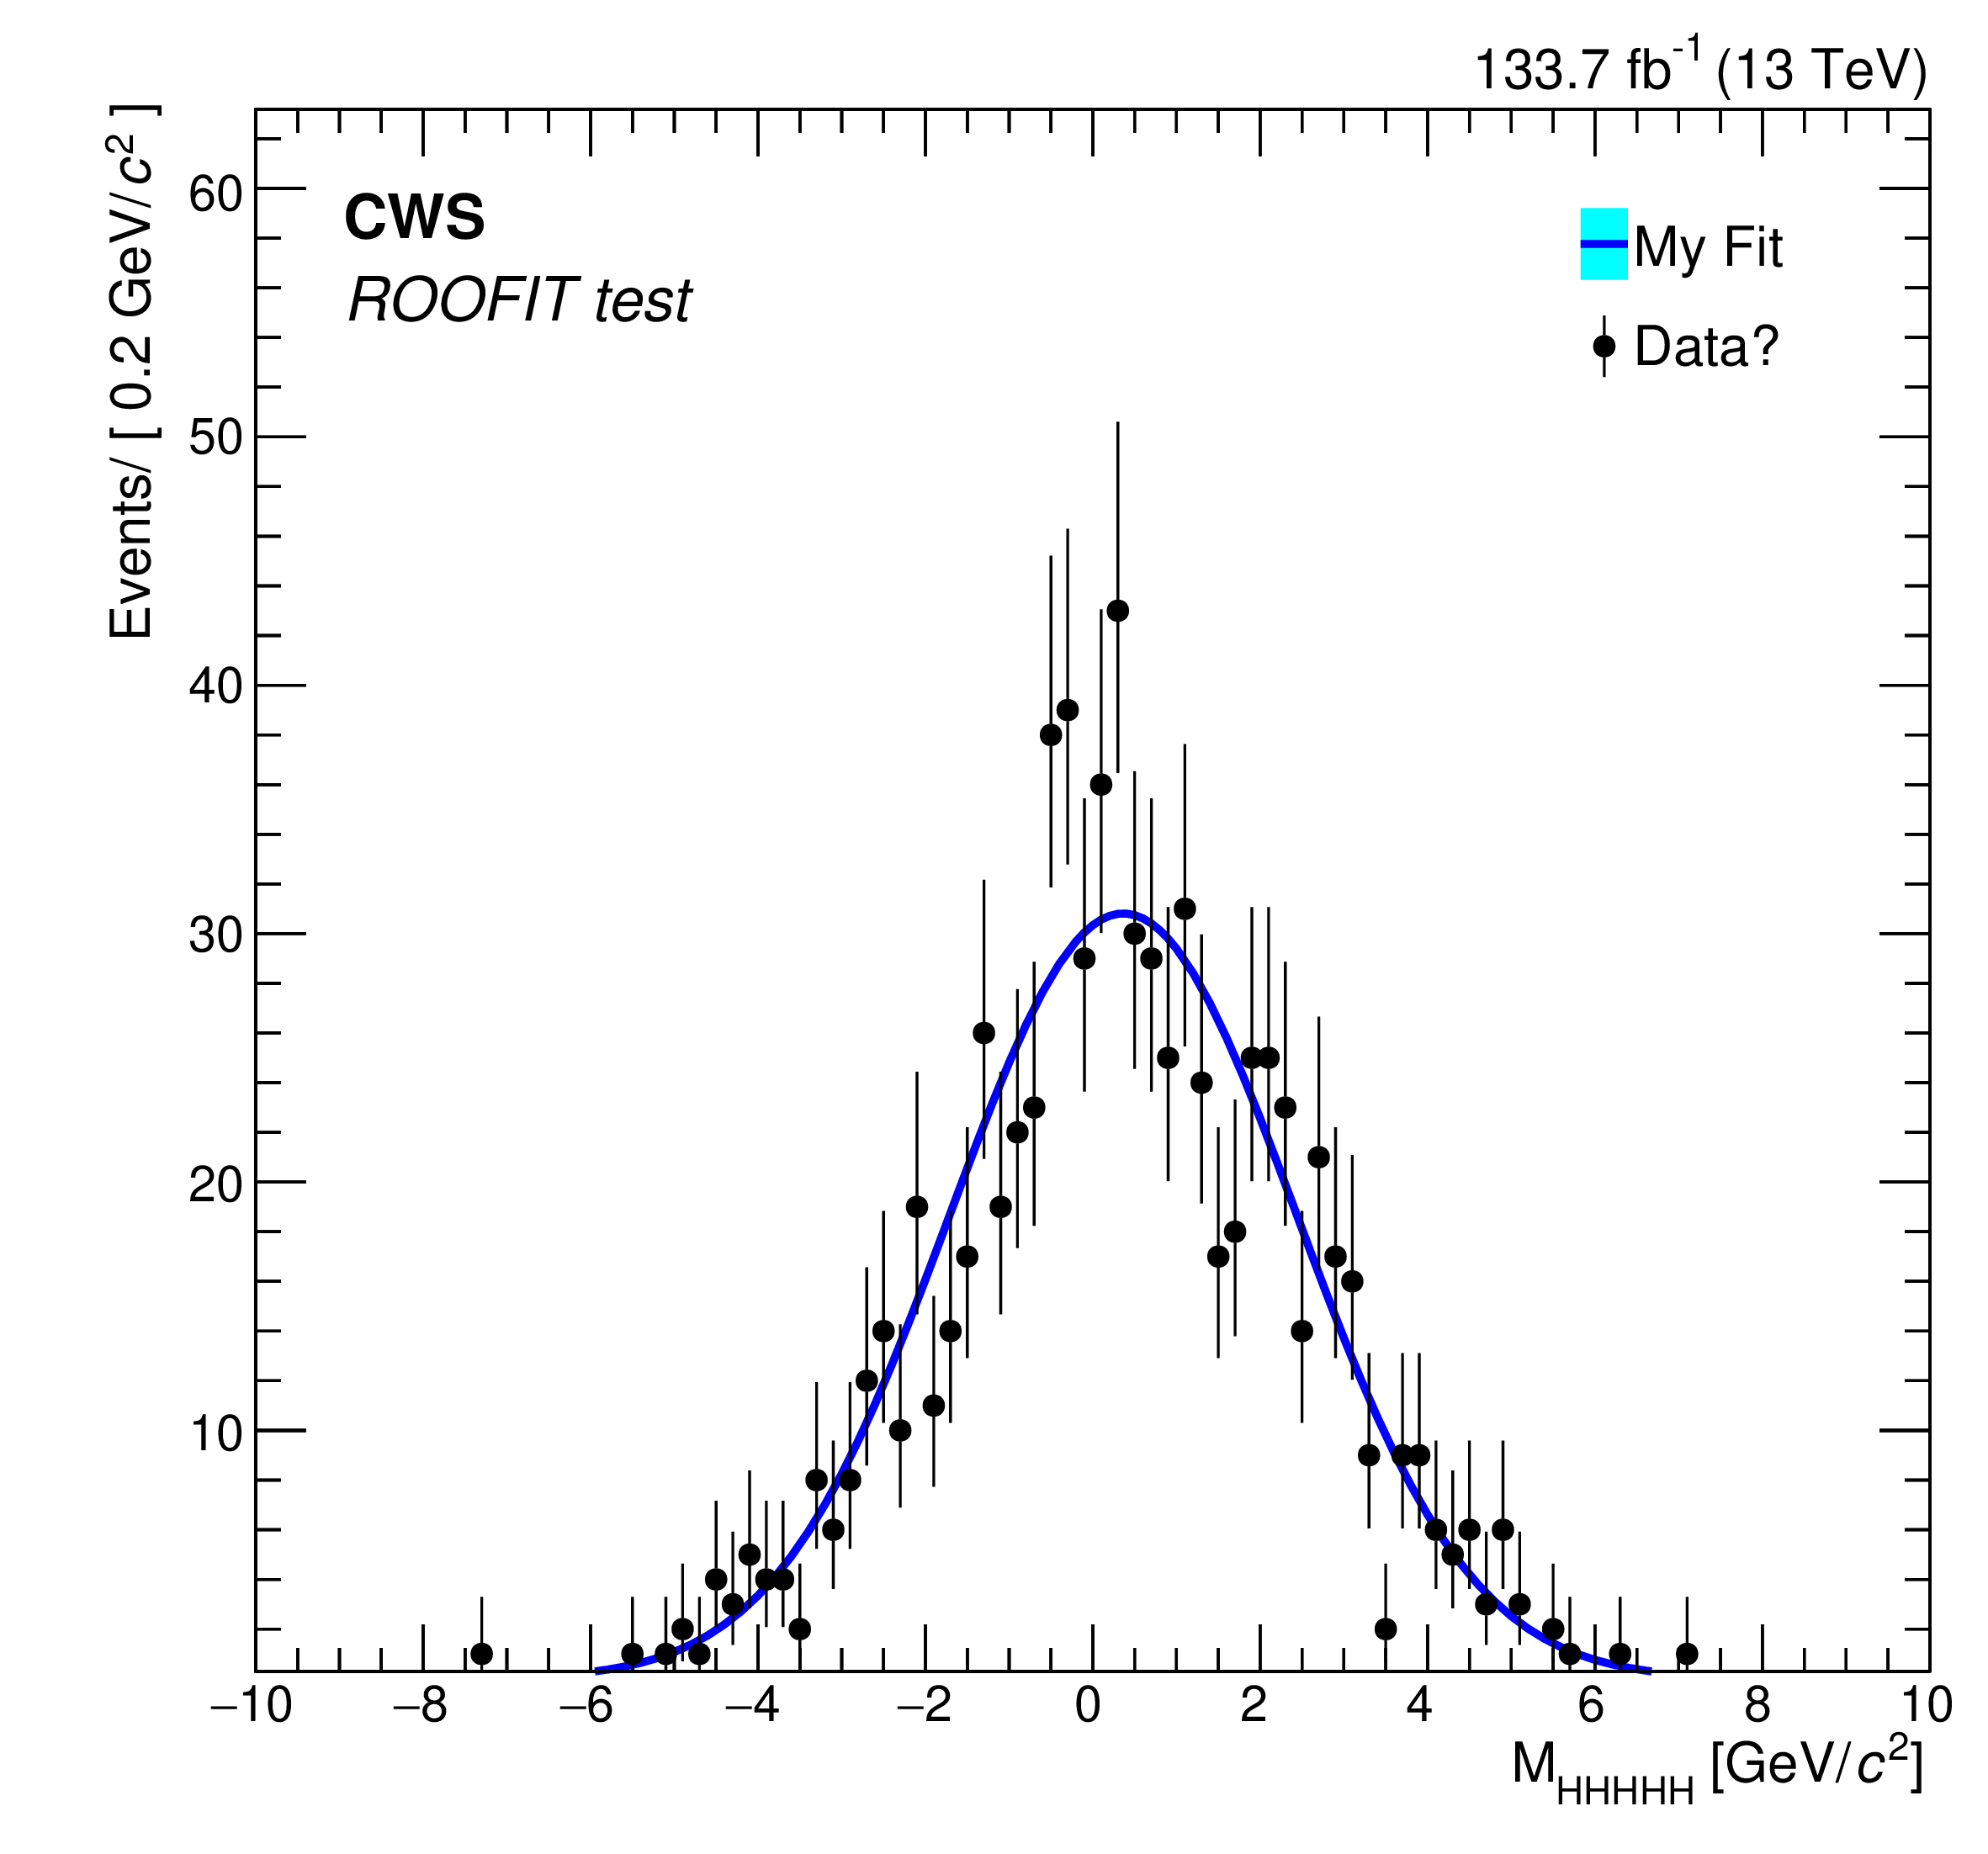 133.7 fb-1 (13 TeV)
Events/ [ 0.2 GeV/c2 ]
CWS
ROOFIT test
My Fit
Data?
60
50
40
30
20
10
−10 −8 −6 −4 −2 0 2 4 6 8 10
MHHHHH [GeV/c2]